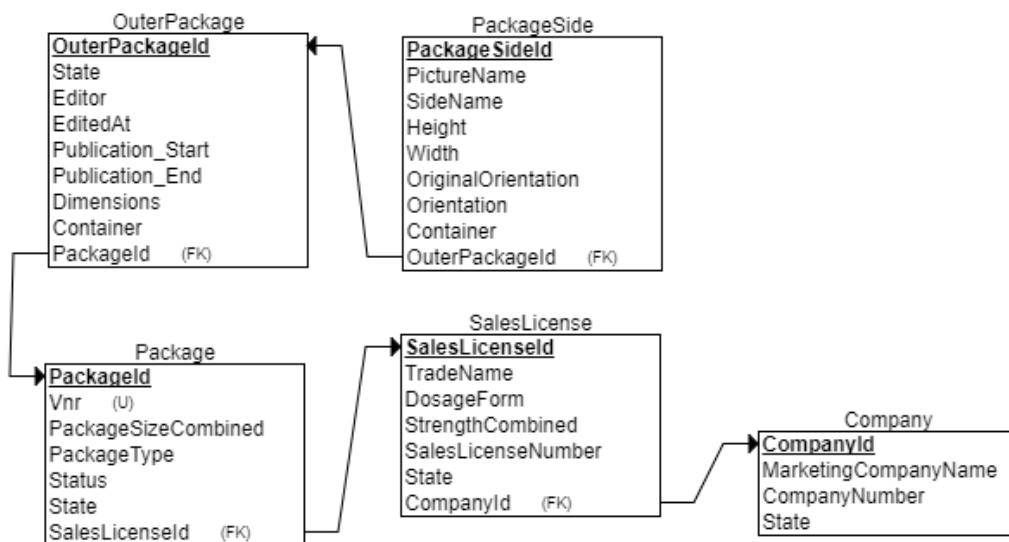 OuterPackage
OuterPackageId
State
Editor
EditedAt
Publication_Start
Publication_End
Dimensions
Container
PackageId (FK)
PackageSide
PackageSideId
PictureName
SideName
Height
Width
OriginalOrientation
Orientation
Container
OuterPackageId (FK)
Package
PackageId
Vnr (U)
PackageSizeCombined
PackageType
Status
State
SalesLicenseId (FK)
SalesLicense
SalesLicenseId
TradeName
DosageForm
StrengthCombined
SalesLicenseNumber
State
CompanyId (FK)
Company
CompanyId
MarketingCompanyName
CompanyNumber
State